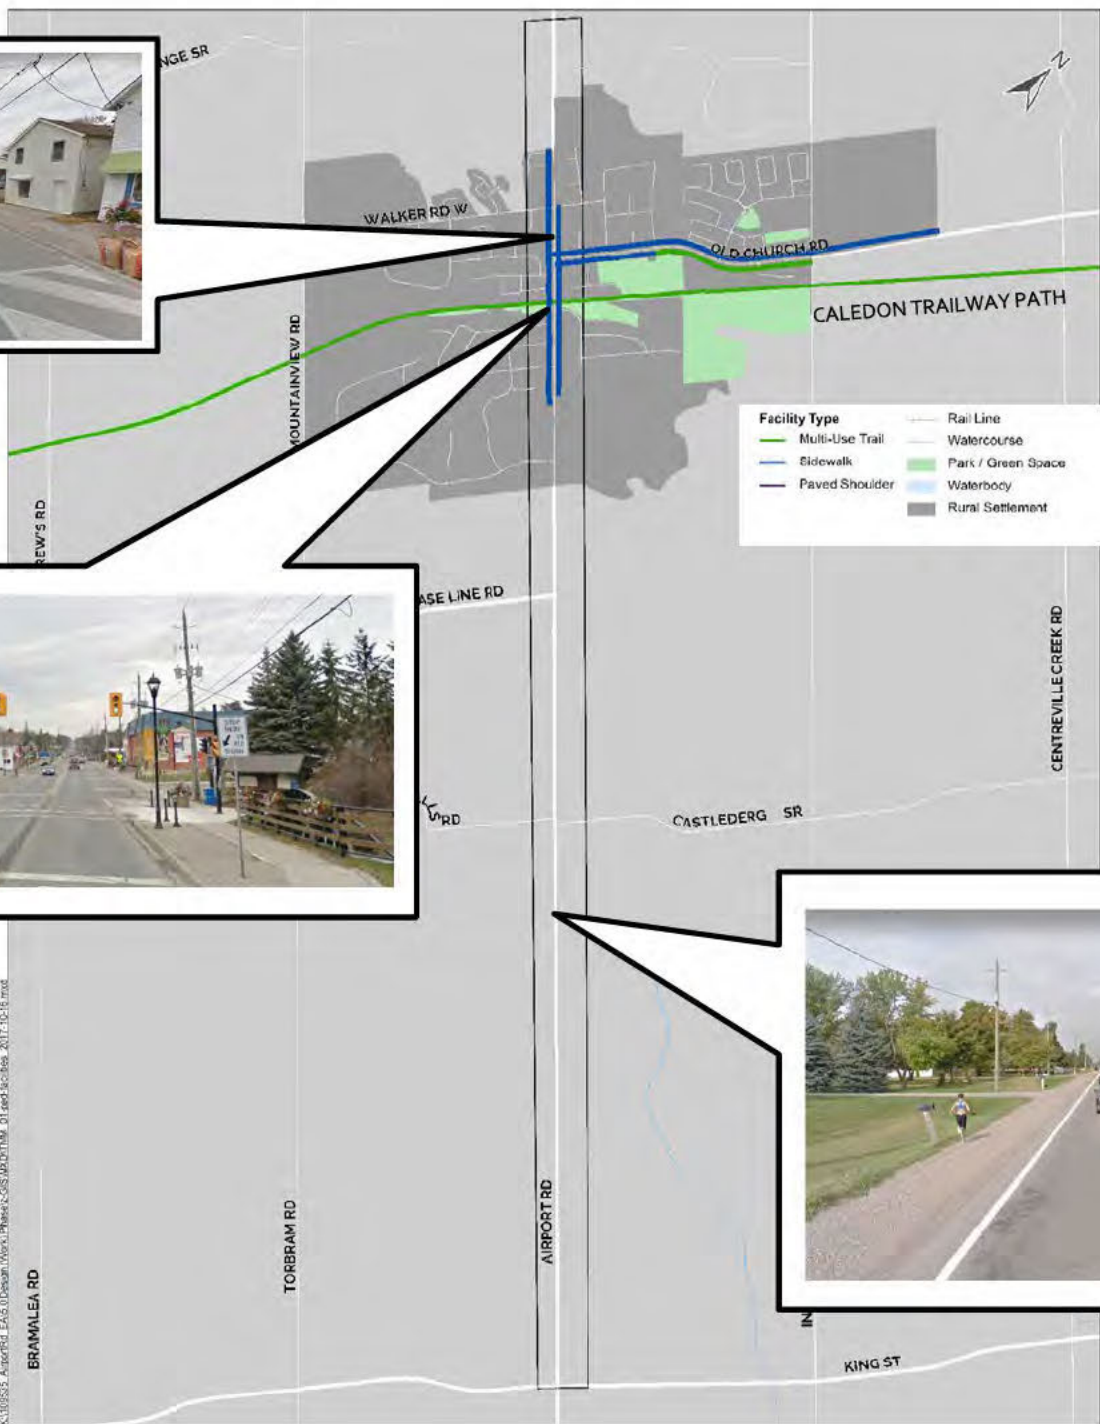 NGE SR
N
WALKER RD W
OLD CHURCH RD
CALEDON TRAILWAY PATH
MOUNTAINVIEW RD
Facility Type
Multi-Use Trail
Sidewalk
Paved Shoulder
Rail Line
Watercourse
Park / Green Space
Waterbody
Rural Settlement
REW'S RD
ASE LINE RD
CENTREVILLE CREEK RD
RD
CASTLEDERG SR
AIRPORT RD
TORBRAM RD
BRAMALEA RD
IN
KING ST